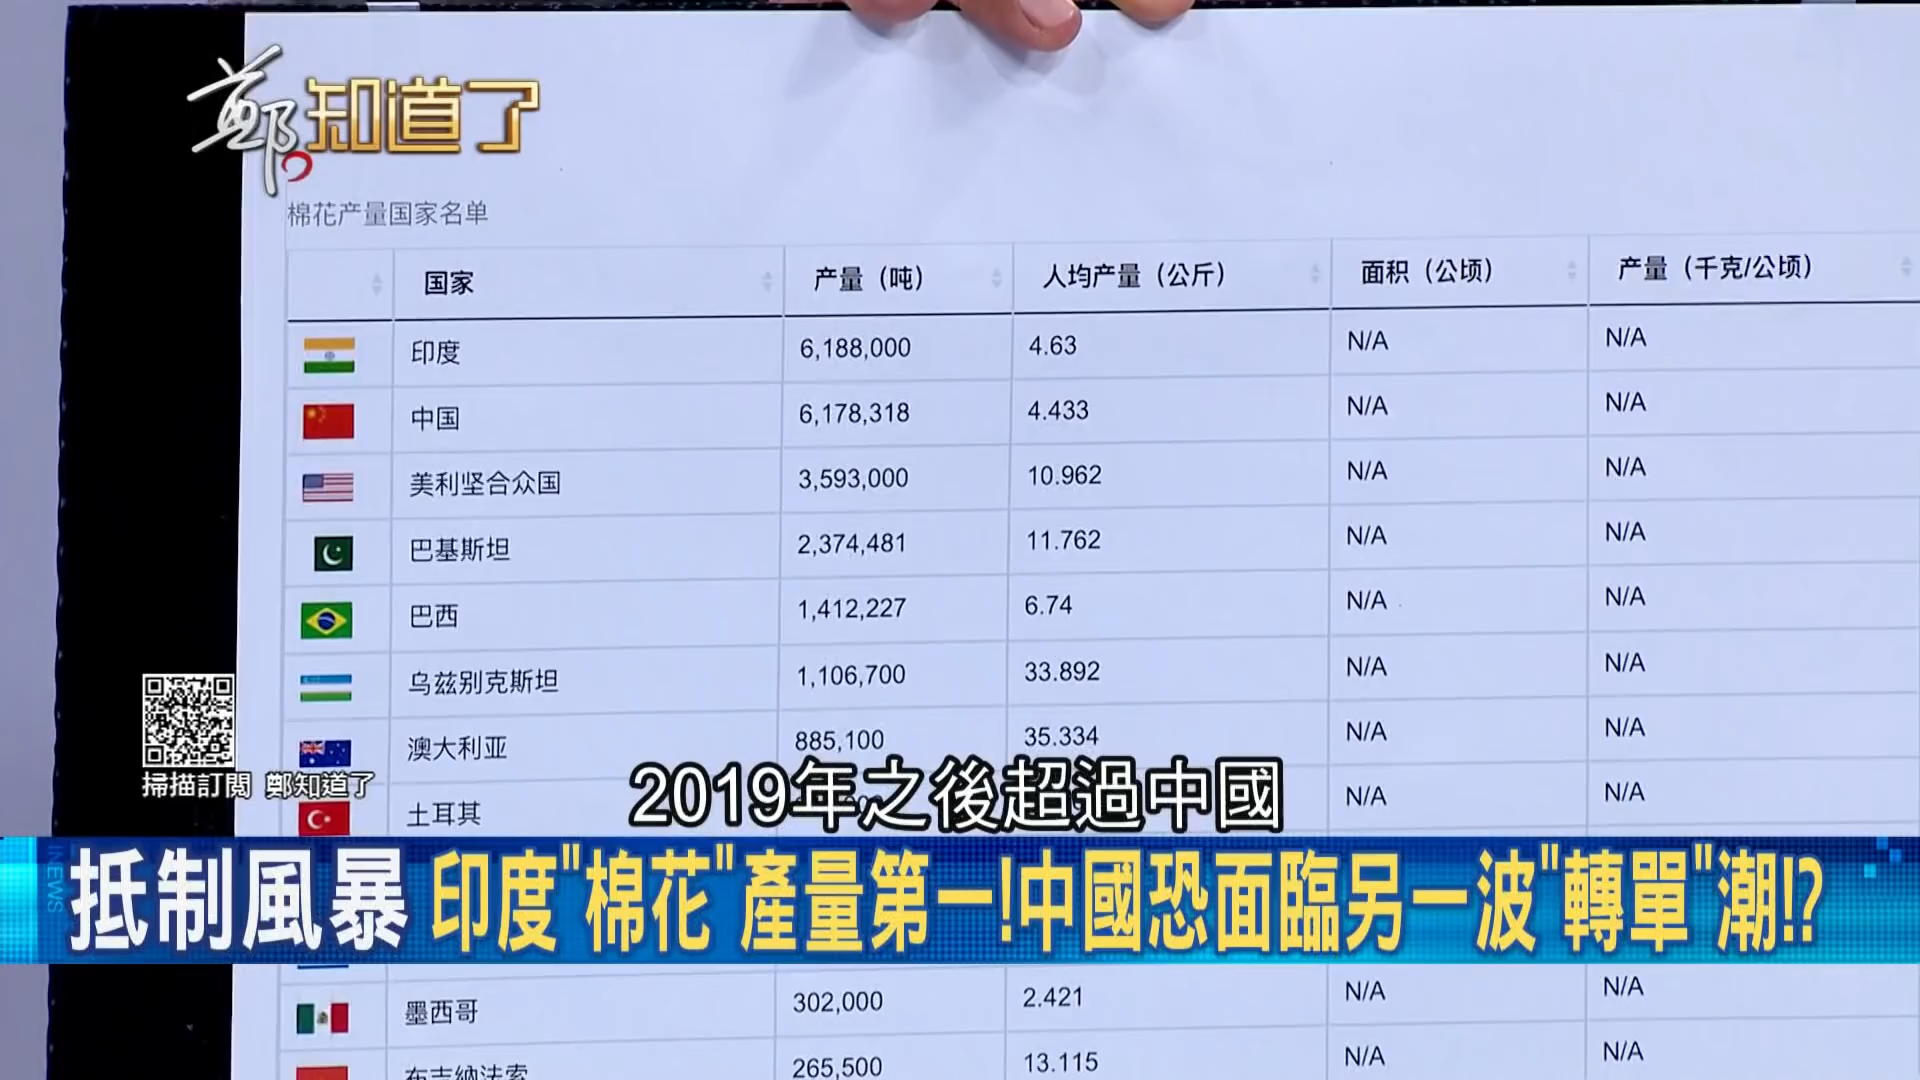 鄭知道了
棉花产量国家名单
国家 产量（吨） 人均产量（公斤） 面积（公顷） 产量（千克/公顷）
印度 6,188,000 4.63 N/A N/A
中国 6,178,318 4.433 N/A N/A
美利坚合众国 3,593,000 10.962 N/A N/A
巴基斯坦 2,374,481 11.762 N/A N/A
巴西 1,412,227 6.74 N/A N/A
乌兹别克斯坦 1,106,700 33.892 N/A N/A
澳大利亚 885,100 35.334 N/A N/A
掃描訂閱 鄭知道了
土耳其 N/A N/A
2019年之後超過中國
INEWS
抵制風暴 印度"棉花"產量第一!中國恐面臨另一波"轉單"潮!?
墨西哥 302,000 2.421 N/A N/A
布吉納法索 265,500 13.115 N/A N/A